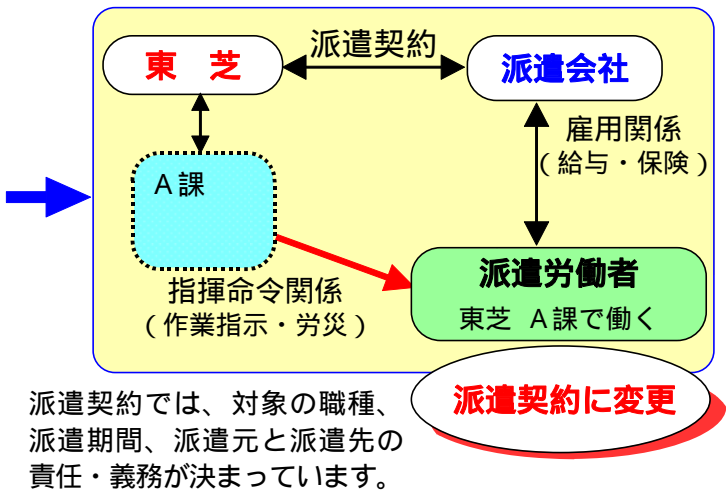 東 芝
派遣契約
派遣会社
雇用関係
(給与・保険)
A課
派遣労働者
東芝 A課で働く
指揮命令関係
(作業指示・労災)
派遣契約に変更
派遣契約では、対象の職種、
派遣期間、派遣元と派遣先の
責任・義務が決まっています。